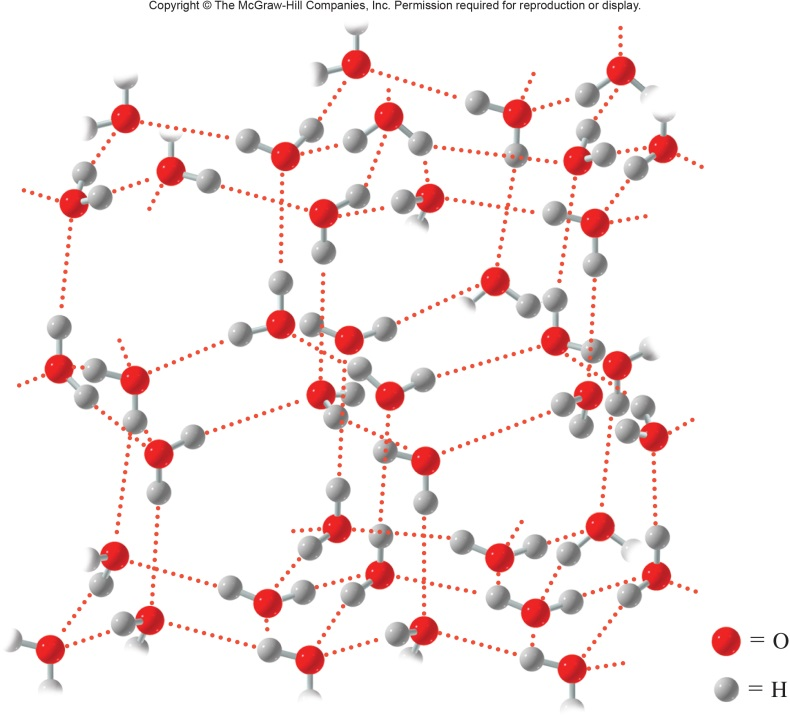 Copyright © The McGraw-Hill Companies, Inc. Permission required for reproduction or display.
= O
= H